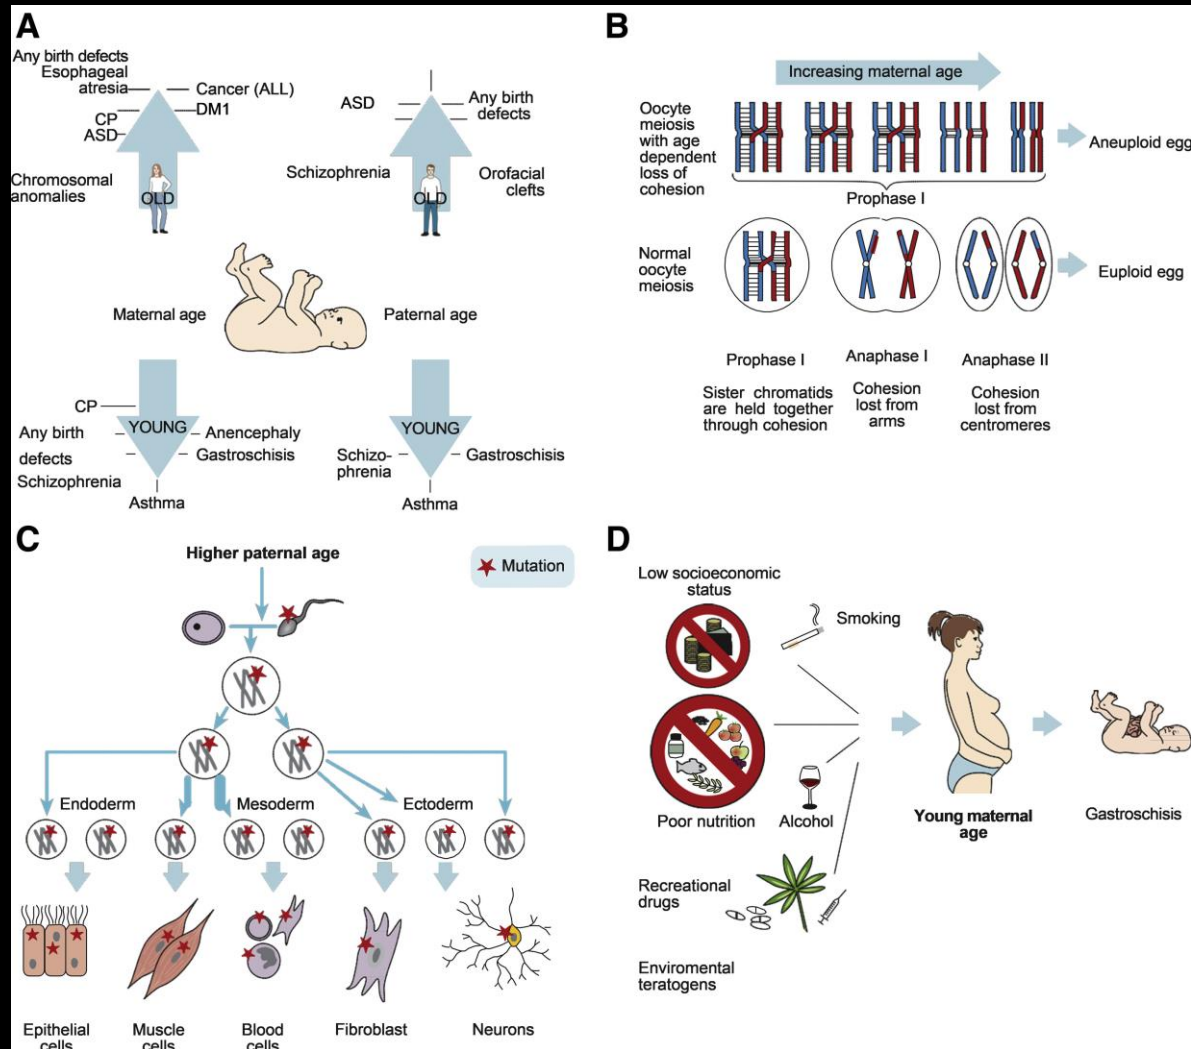 A
Any birth defects
Esophageal
atresia
Cancer (ALL)
DM1
CP
ASD
Chromosomal
anomalies
OLD
ASD
Any birth
defects
Schizophrenia
Orofacial
clefts
OLD
Maternal age
Paternal age
CP
YOUNG
Any birth
defects
Anencephaly
Gastroschisis
Schizophrenia
Asthma
YOUNG
Schizo-
phrenia
Gastroschisis
Asthma
B
Increasing maternal age
Oocyte
meiosis
with age
dependent
loss of
cohesion
Aneuploid egg
Prophase I
Normal
oocyte
meiosis
Euploid egg
Prophase I
Anaphase I
Anaphase II
Sister chromatids
are held together
through cohesion
Cohesion
lost from
arms
Cohesion
lost from
centromeres
C
Higher paternal age
Mutation
Endoderm
Mesoderm
Ectoderm
Epithelial
cells
Muscle
cells
Blood
cells
Fibroblast
Neurons
D
Low socioeconomic
status
Smoking
Poor nutrition
Alcohol
Young maternal
age
Gastroschisis
Recreational
drugs
Enviromental
teratogens